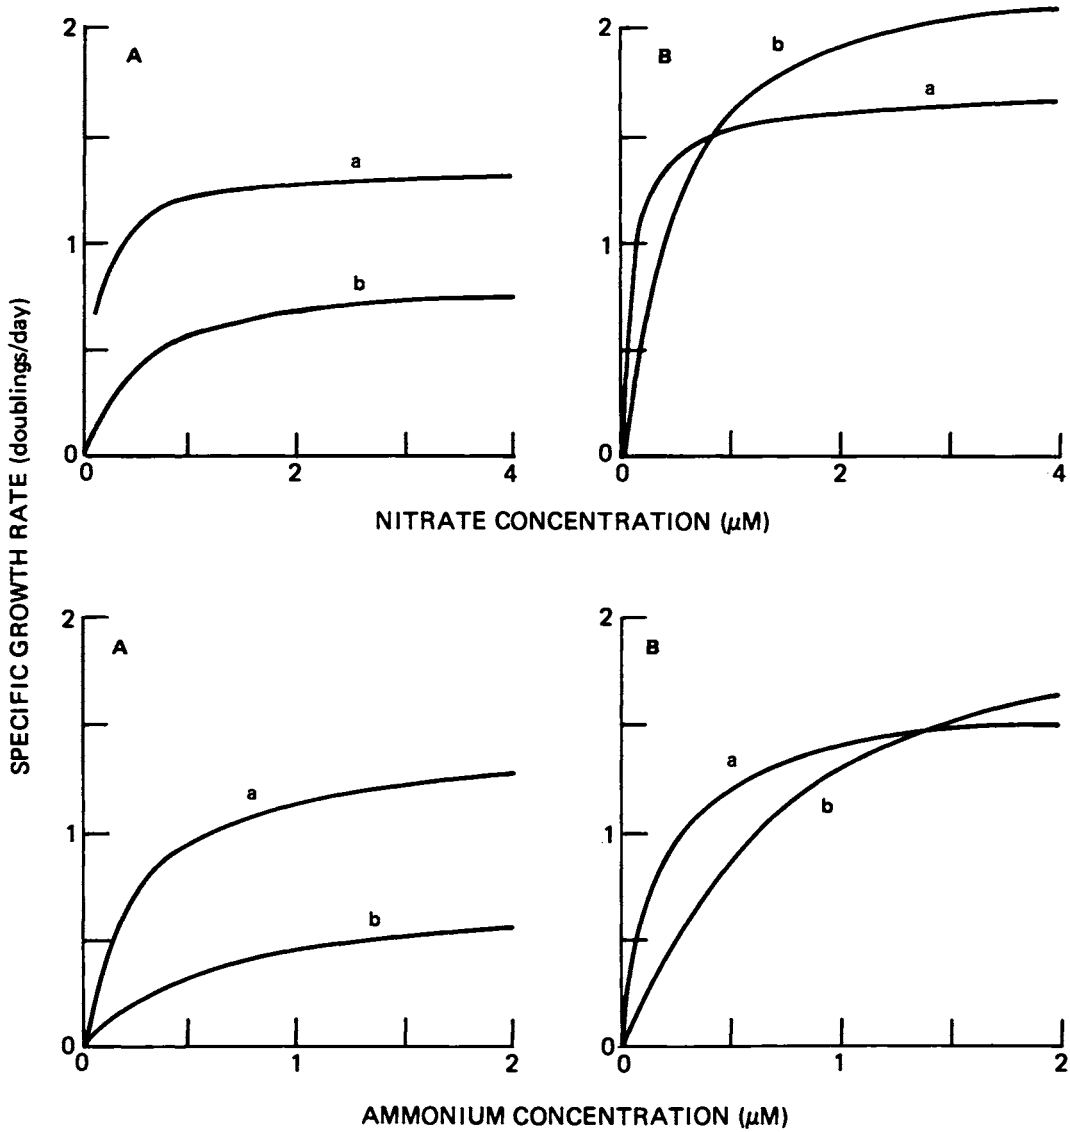 SPECIFIC GROWTH RATE (doublings/day)
A
2
1
0
a
b
0 2 4
B
2
1
0
b
a
0 2 4
NITRATE CONCENTRATION (μM)
A
2
1
0
a
b
0 1 2
B
2
1
0
a
b
0 1 2
AMMONIUM CONCENTRATION (μM)